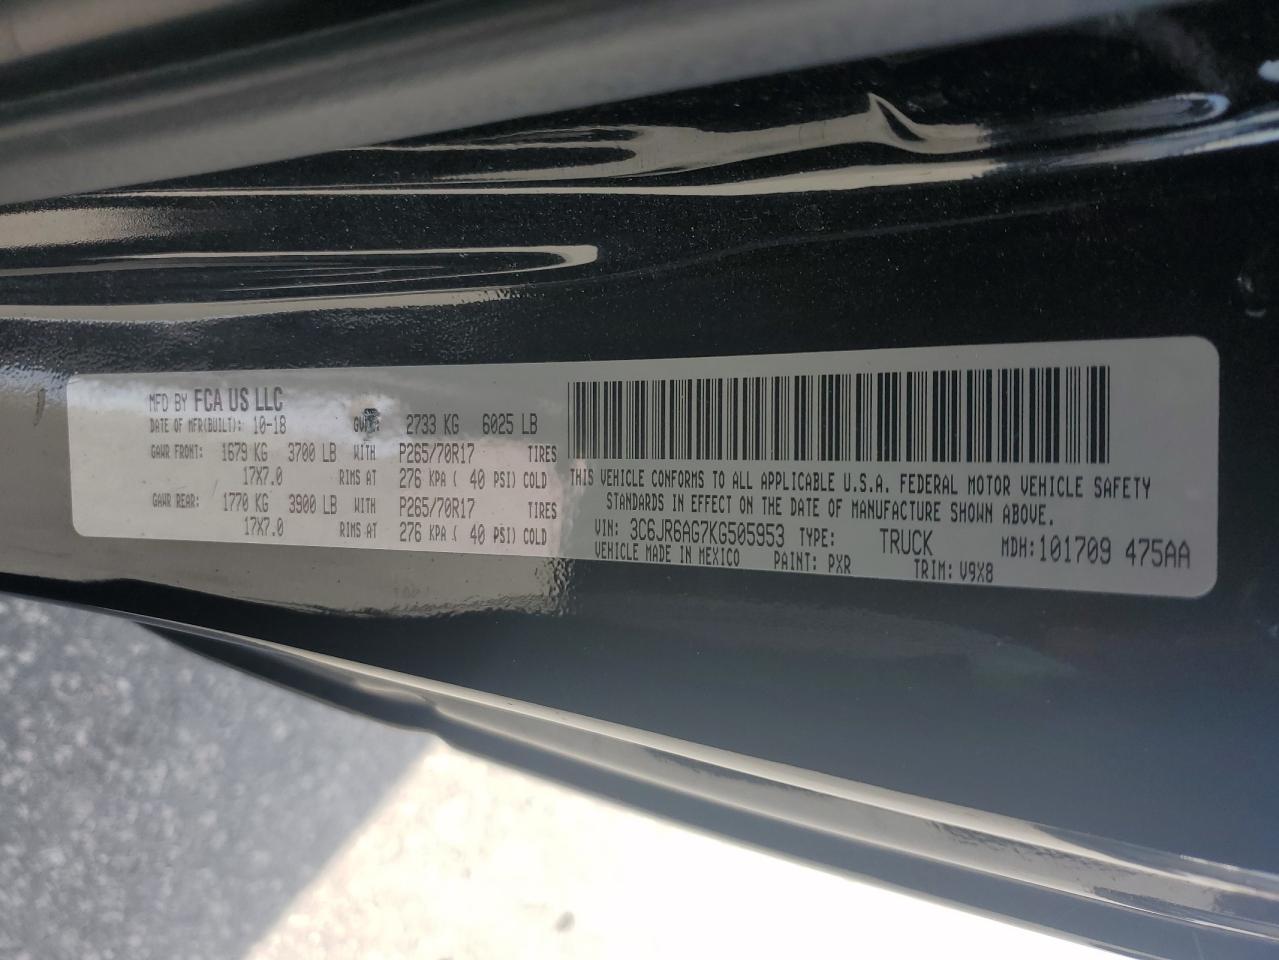 MFD BY FCA US LLC
DATE OF MFR(BUILT): 10-18 2733 KG 6025 LB
GAWR FRONT: 1679 KG 3700 LB WITH P265/70R17 TIRES
17X7.0 RIMS AT 276 KPA ( 40 PSI) COLD
GAWR REAR: 1770 KG 3900 LB WITH P265/70R17 TIRES
17X7.0 RIMS AT 276 KPA ( 40 PSI) COLD
THIS VEHICLE CONFORMS TO ALL APPLICABLE U.S.A. FEDERAL MOTOR VEHICLE SAFETY
STANDARDS IN EFFECT ON THE DATE OF MANUFACTURE SHOWN ABOVE.
VIN: 3C6JR6AG7KG505953 TYPE: TRUCK MDH:101709 475AA
VEHICLE MADE IN MEXICO PAINT: PXR TRIM: V9X8